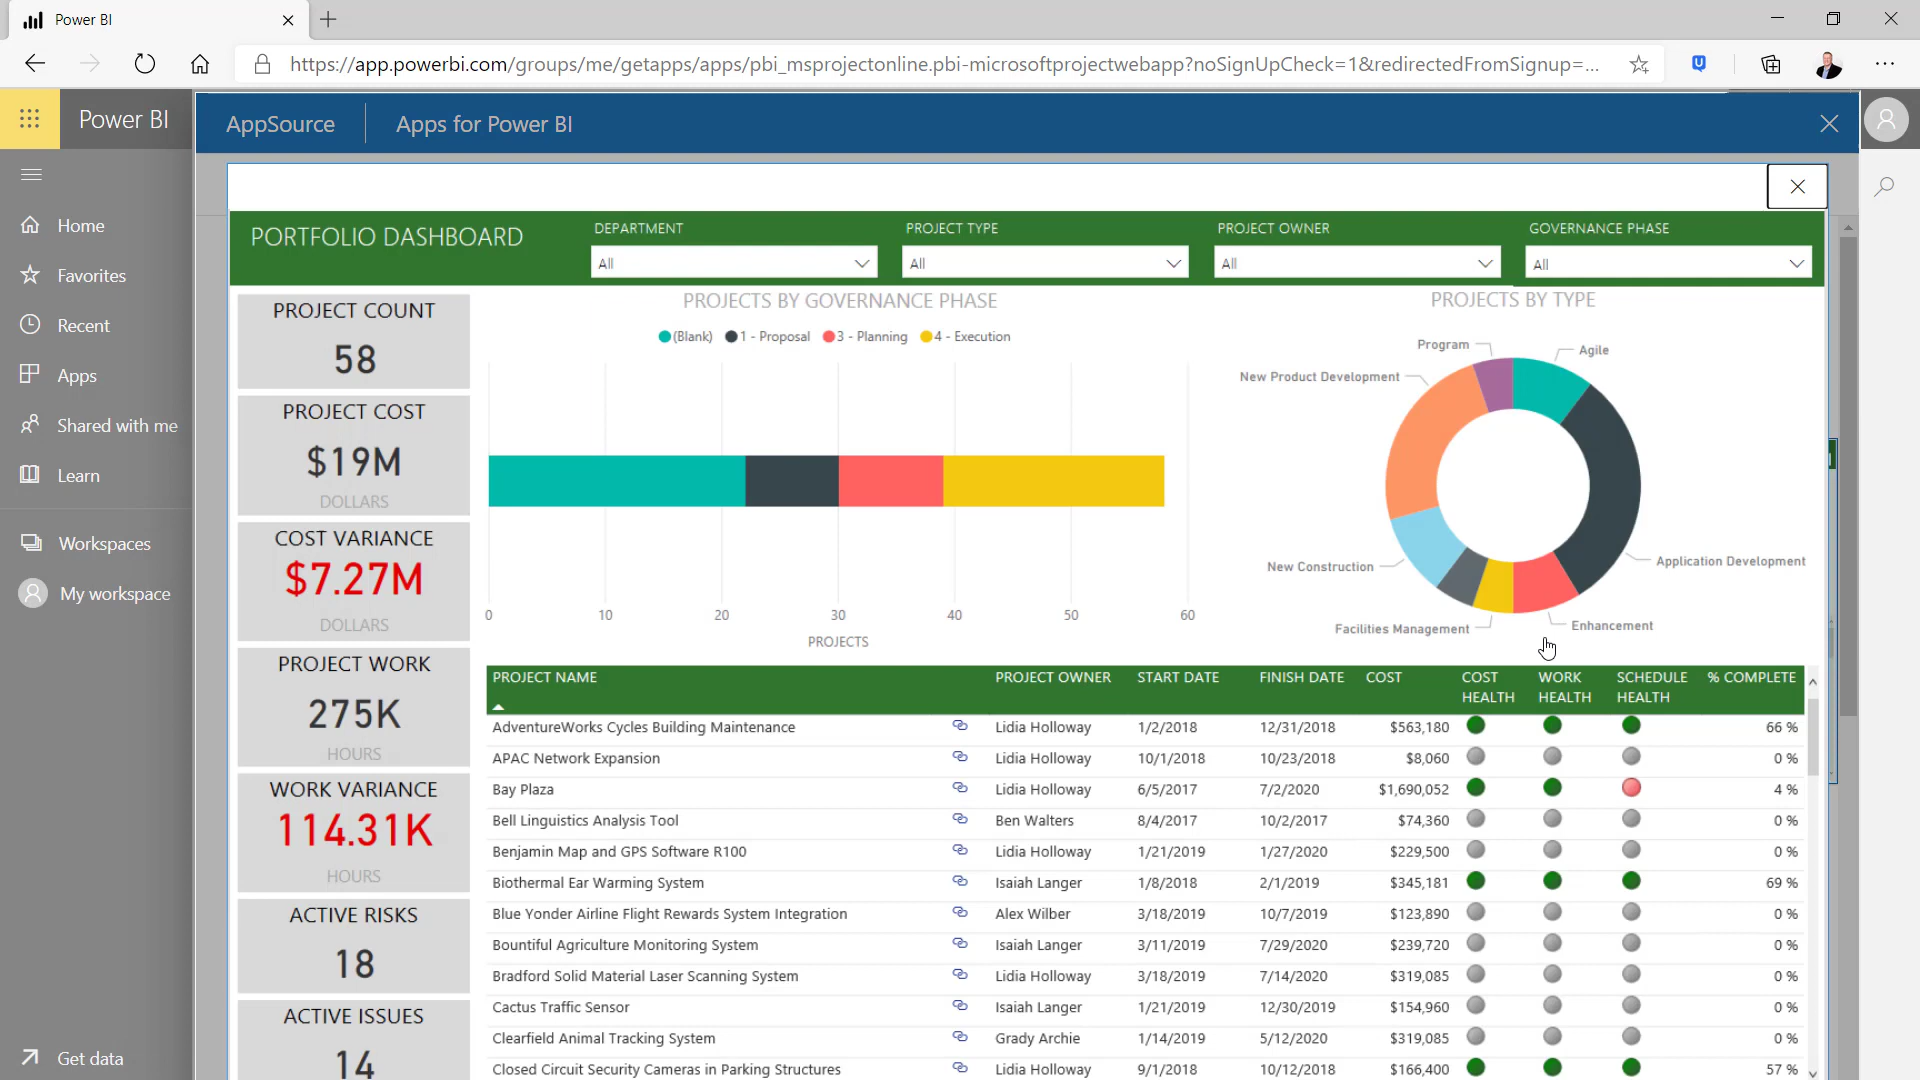 Power BI
https://app.powerbi.com/groups/me/getapps/apps/pbi_msprojectonline.pbi-microsoftprojectwebapp?noSignUpCheck=1&redirectedFromSignup=...
Power BI
AppSource
Apps for Power BI
Home
Favorites
Recent
Apps
Shared with me
Learn
Workspaces
My workspace
Get data
PORTFOLIO DASHBOARD
DEPARTMENT
All
PROJECT TYPE
All
PROJECT OWNER
All
GOVERNANCE PHASE
All
PROJECT COUNT
58
PROJECT COST
$19M
DOLLARS
COST VARIANCE
$7.27M
DOLLARS
PROJECT WORK
275K
HOURS
WORK VARIANCE
114.31K
HOURS
ACTIVE RISKS
18
ACTIVE ISSUES
14
PROJECTS BY GOVERNANCE PHASE
(Blank) 1 - Proposal 3 - Planning 4 - Execution
0 10 20 30 40 50 60
PROJECTS
PROJECTS BY TYPE
Program
Agile
New Product Development
New Construction
Application Development
Facilities Management
Enhancement
PROJECT NAME PROJECT OWNER START DATE FINISH DATE COST COST HEALTH WORK HEALTH SCHEDULE HEALTH % COMPLETE
AdventureWorks Cycles Building Maintenance Lidia Holloway 1/2/2018 12/31/2018 $563,180 66 %
APAC Network Expansion Lidia Holloway 10/1/2018 10/23/2018 $8,060 0 %
Bay Plaza Lidia Holloway 6/5/2017 7/2/2020 $1,690,052 4 %
Bell Linguistics Analysis Tool Ben Walters 8/4/2017 10/2/2017 $74,360 0 %
Benjamin Map and GPS Software R100 Lidia Holloway 1/21/2019 1/27/2020 $229,500 0 %
Biothermal Ear Warming System Isaiah Langer 1/8/2018 2/1/2019 $345,181 69 %
Blue Yonder Airline Flight Rewards System Integration Alex Wilber 3/18/2019 10/7/2019 $123,890 0 %
Bountiful Agriculture Monitoring System Isaiah Langer 3/11/2019 7/29/2020 $239,720 0 %
Bradford Solid Material Laser Scanning System Lidia Holloway 3/18/2019 7/14/2020 $319,085 0 %
Cactus Traffic Sensor Isaiah Langer 1/21/2019 12/30/2019 $154,960 0 %
Clearfield Animal Tracking System Grady Archie 1/14/2019 5/12/2020 $319,085 0 %
Closed Circuit Security Cameras in Parking Structures Lidia Holloway 9/1/2018 10/12/2018 $166,400 57 %